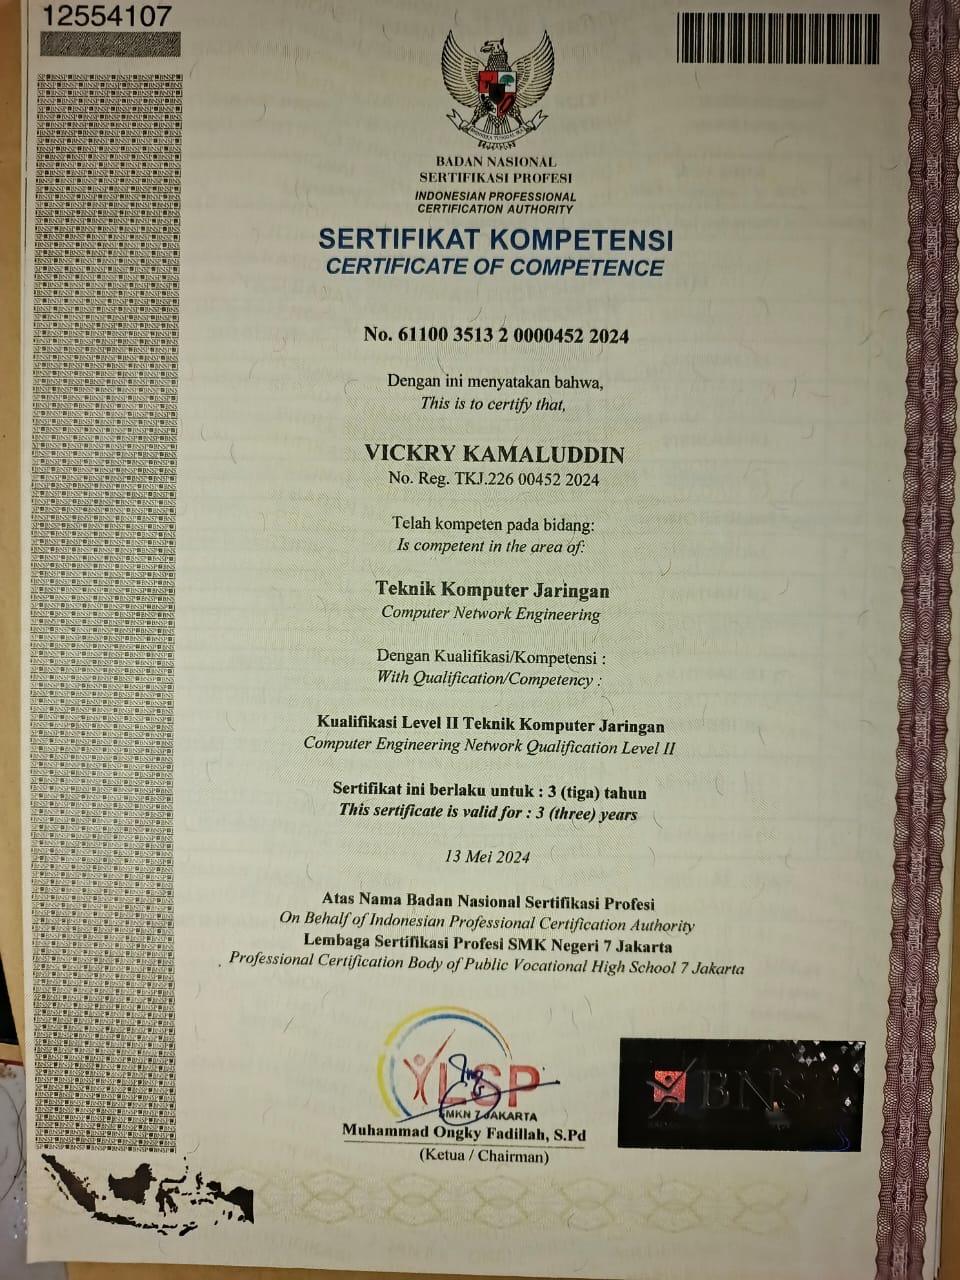 12554107
BADAN NASIONAL
SERTIFIKASI PROFESI
INDONESIAN PROFESSIONAL
CERTIFICATION AUTHORITY
SERTIFIKAT KOMPETENSI
CERTIFICATE OF COMPETENCE
No. 61100 3513 2 0000452 2024
Dengan ini menyatakan bahwa,
This is to certify that,
VICKRY KAMALUDDIN
No. Reg. TKJ.226 00452 2024
Telah kompeten pada bidang:
Is competent in the area of:
Teknik Komputer Jaringan
Computer Network Engineering
Dengan Kualifikasi/Kompetensi :
With Qualification/Competency :
Kualifikasi Level II Teknik Komputer Jaringan
Computer Engineering Network Qualification Level II
Sertifikat ini berlaku untuk : 3 (tiga) tahun
This sertificate is valid for : 3 (three) years
13 Mei 2024
Atas Nama Badan Nasional Sertifikasi Profesi
On Behalf of Indonesian Professional Certification Authority
Lembaga Sertifikasi Profesi SMK Negeri 7 Jakarta
Professional Certification Body of Public Vocational High School 7 Jakarta
LSP
SMKN 7 JAKARTA
BNS
Muhammad Ongky Fadillah, S.Pd
(Ketua / Chairman)